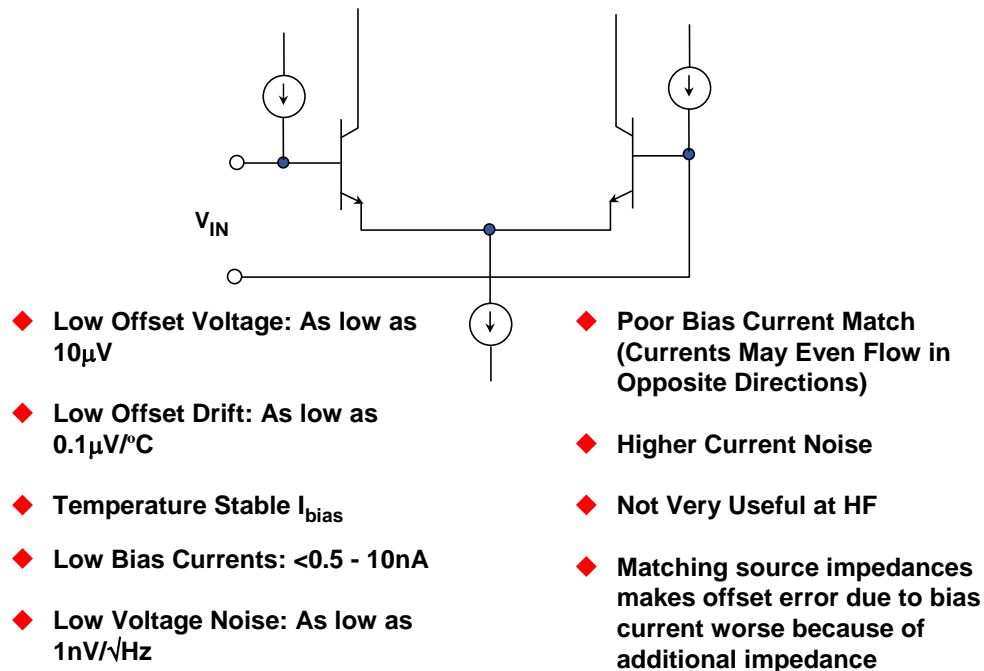 V_IN
Low Offset Voltage: As low as
10μV
Low Offset Drift: As low as
0.1μV/ºC
Temperature Stable I_bias
Low Bias Currents: <0.5 - 10nA
Low Voltage Noise: As low as
1nV/√Hz
Poor Bias Current Match
(Currents May Even Flow in
Opposite Directions)
Higher Current Noise
Not Very Useful at HF
Matching source impedances
makes offset error due to bias
current worse because of
additional impedance